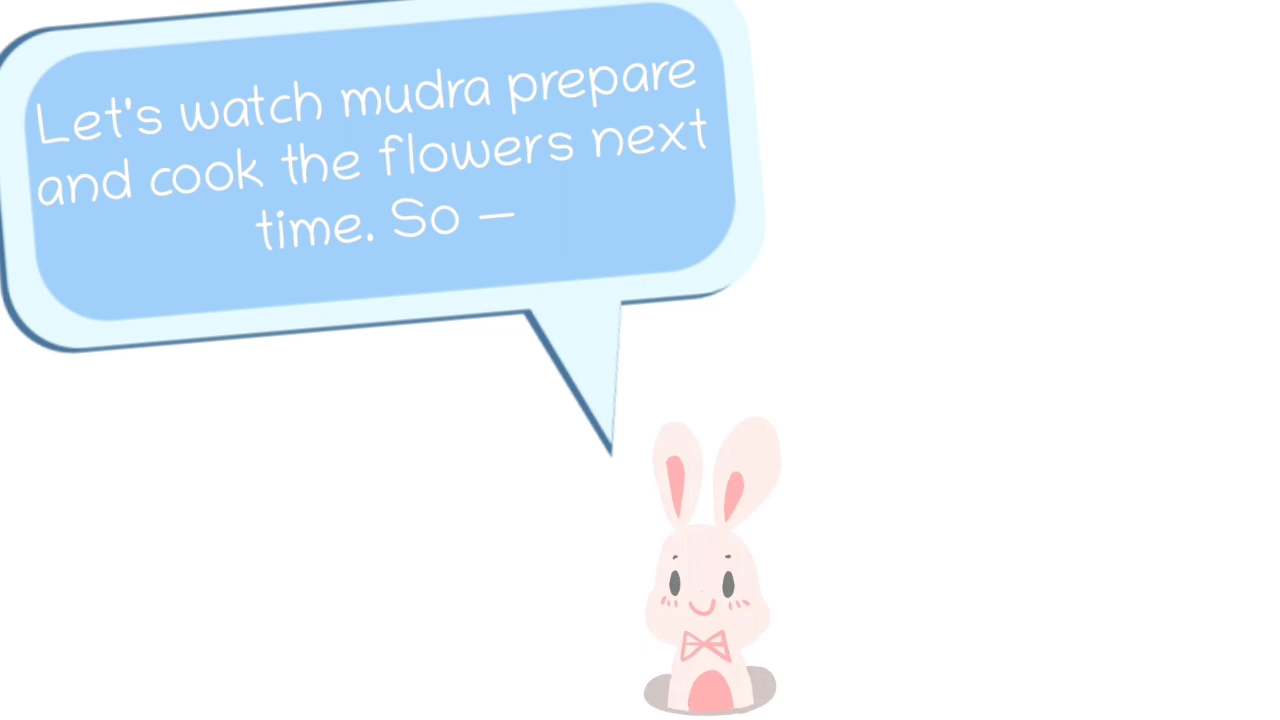 Let's watch mudra prepare
and cook the flowers next
time. So –